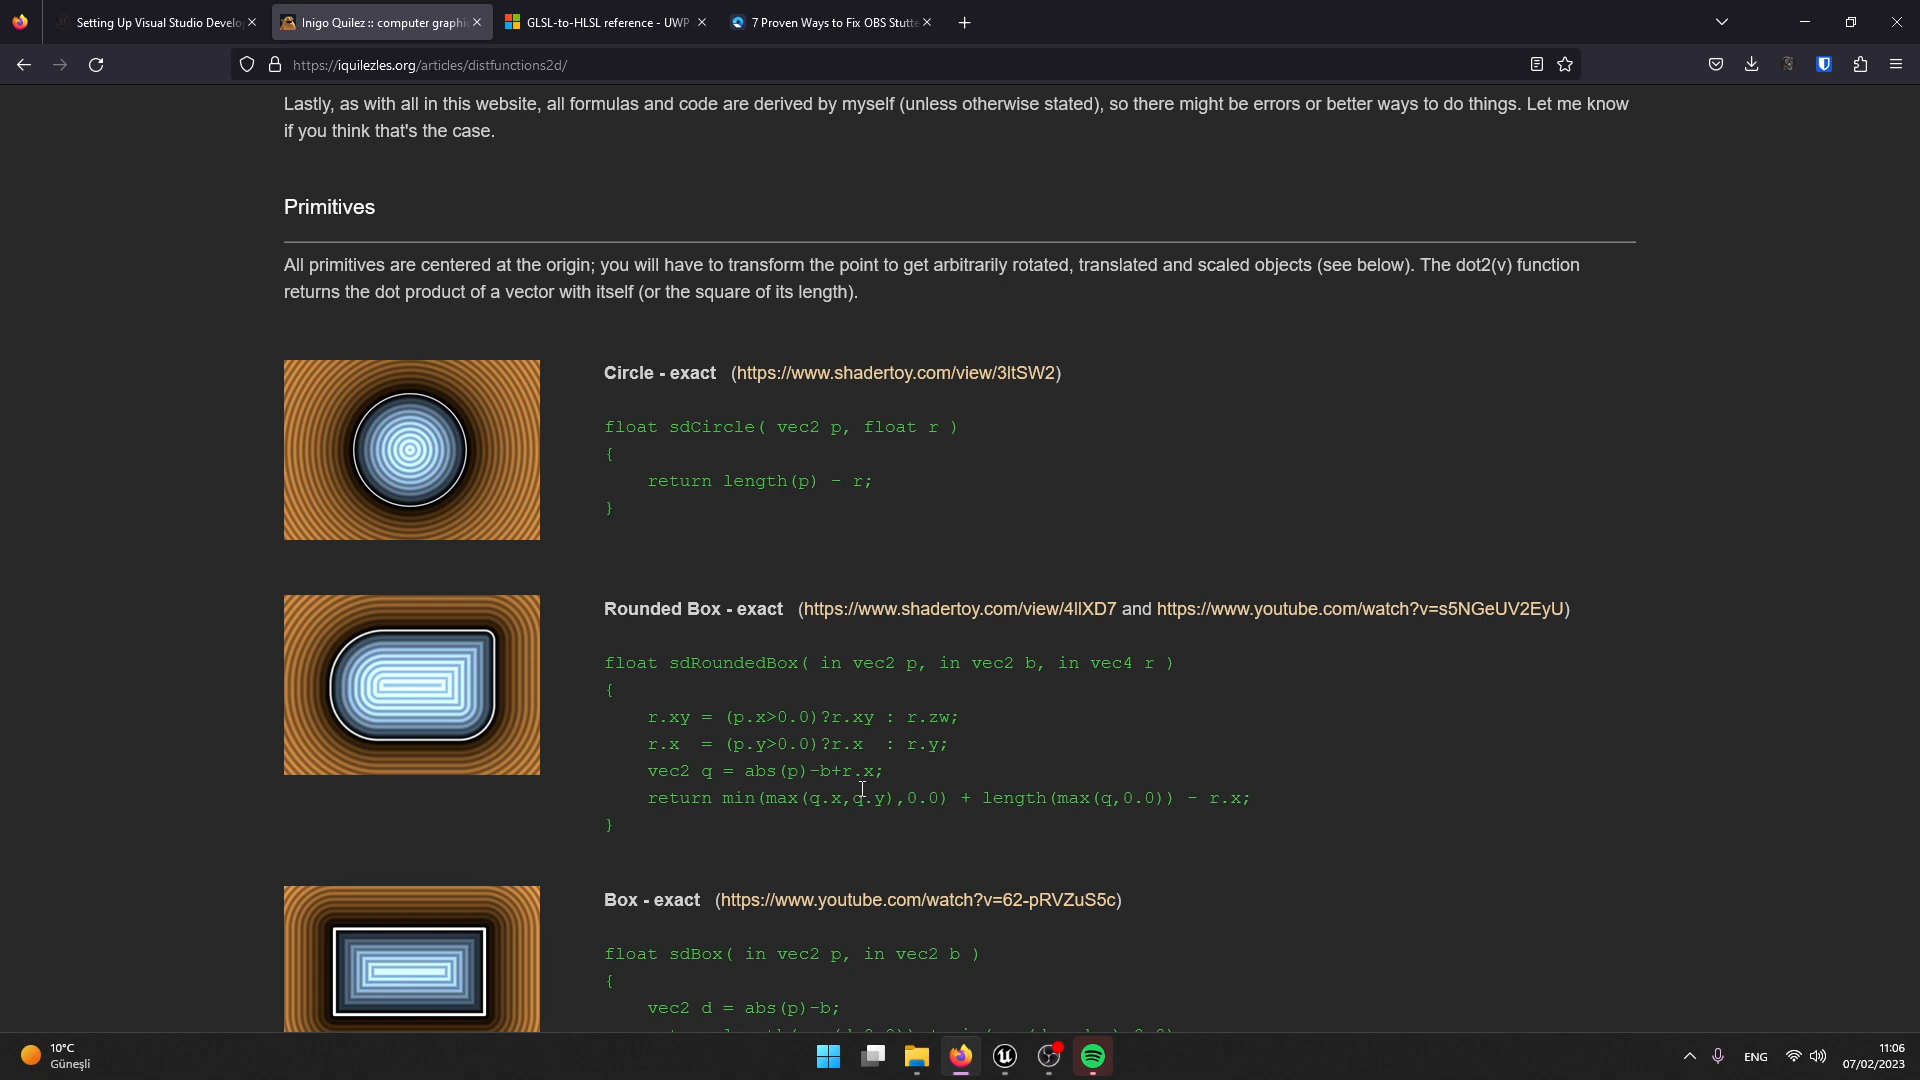 Setting Up Visual Studio Develo
Inigo Quilez :: computer graphic
GLSL-to-HLSL reference - UWP
7 Proven Ways to Fix OBS Stutte
https://iquilezles.org/articles/distfunctions2d/
Lastly, as with all in this website, all formulas and code are derived by myself (unless otherwise stated), so there might be errors or better ways to do things. Let me know
if you think that's the case.
Primitives
All primitives are centered at the origin; you will have to transform the point to get arbitrarily rotated, translated and scaled objects (see below). The dot2(v) function
returns the dot product of a vector with itself (or the square of its length).
Circle - exact (https://www.shadertoy.com/view/3ltSW2)
float sdCircle( vec2 p, float r )
{
return length(p) - r;
}
Rounded Box - exact (https://www.shadertoy.com/view/4llXD7 and https://www.youtube.com/watch?v=s5NGeUV2EyU)
float sdRoundedBox( in vec2 p, in vec2 b, in vec4 r )
{
r.xy = (p.x>0.0)?r.xy : r.zw;
r.x  = (p.y>0.0)?r.x  : r.y;
vec2 q = abs(p)-b+r.x;
return min(max(q.x,q.y),0.0) + length(max(q,0.0)) - r.x;
}
Box - exact (https://www.youtube.com/watch?v=62-pRVZuS5c)
float sdBox( in vec2 p, in vec2 b )
{
vec2 d = abs(p)-b;
10°C
Güneşli
ENG
11:06
07/02/2023